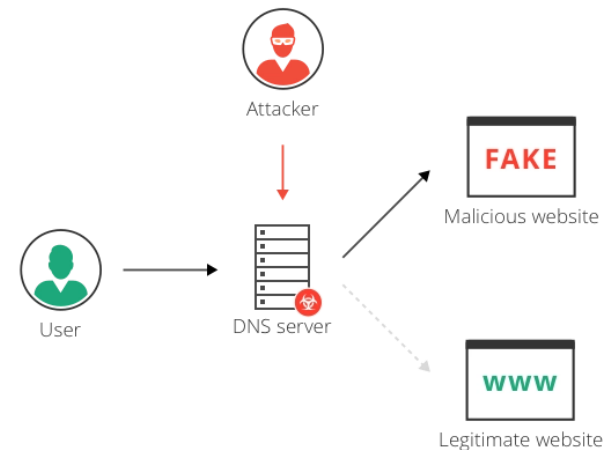 Attacker
FAKE
Malicious website
User
DNS server
www
Legitimate website